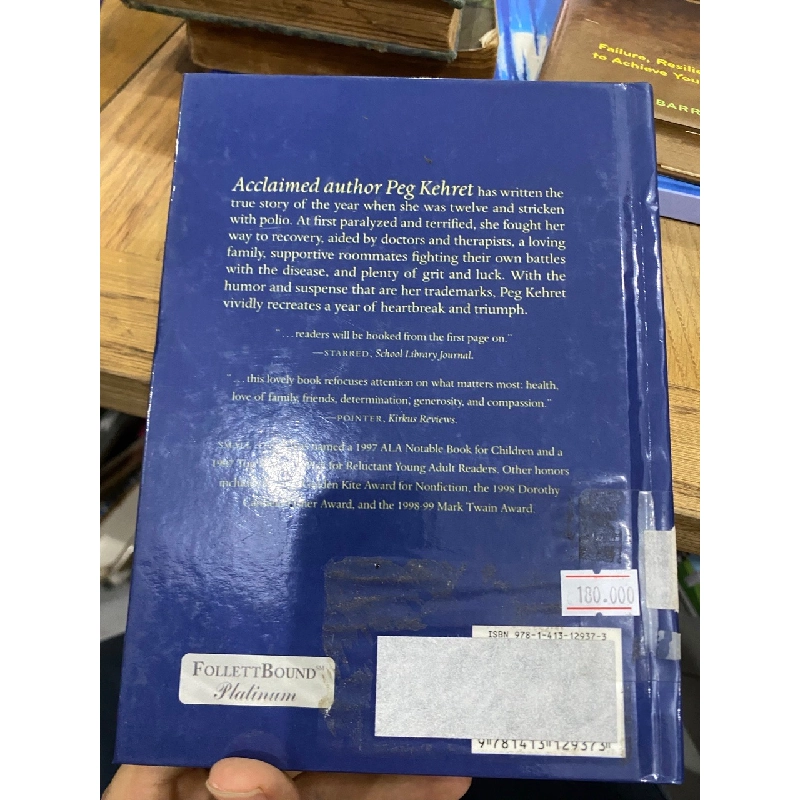 Failure, Resilie
to Achieve You
BARR
Acclaimed author Peg Kehret has written the
true story of the year when she was twelve and stricken
with polio. At first paralyzed and terrified, she fought her
way to recovery, aided by doctors and therapists, a loving
family, supportive roommates fighting their own battles
with the disease, and plenty of grit and luck. With the
humor and suspense that are her trademarks, Peg Kehret
vividly recreates a year of heartbreak and triumph.
"...readers will be hooked from the first page on."
—STARRED, School Library Journal.
"...this lovely book refocuses attention on what matters most: health,
love of family, friends, determination, generosity, and compassion."
—POINTER, Kirkus Reviews.
named a 1997 ALA Notable Book for Children and a
for Reluctant Young Adult Readers. Other honors
Kite Award for Nonfiction, the 1998 Dorothy
Award, and the 1998-99 Mark Twain Award.
180.000
ISBN 978-1-413-12937-3
FOLLETTBOUND
Platinum
9 781413 129373